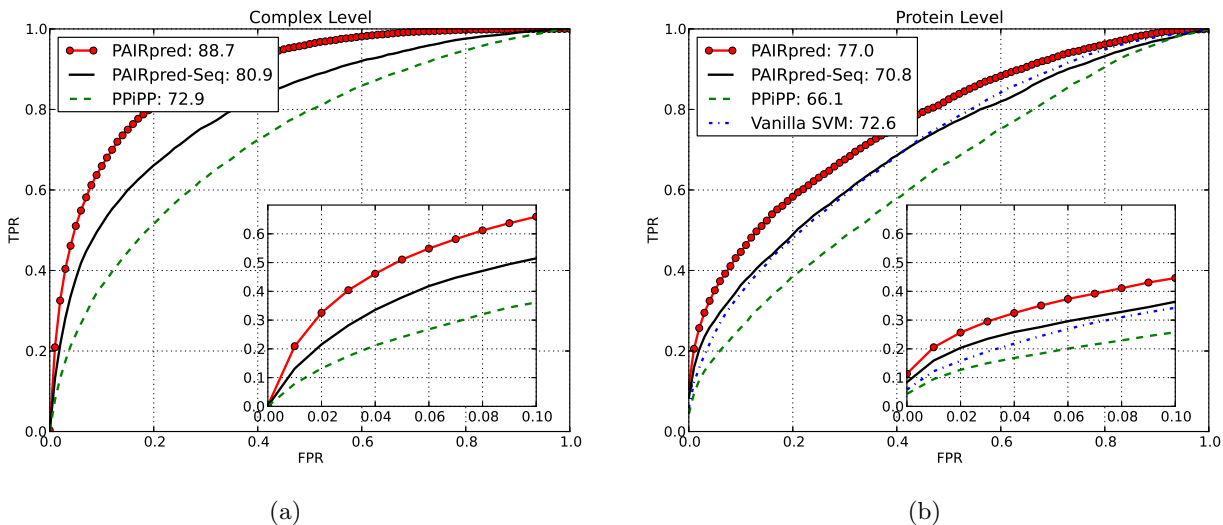 Complex Level
PAIRpred: 88.7
PAIRpred-Seq: 80.9
PPiPP: 72.9
TPR
1.0
0.8
0.6
0.4
0.2
0.0
0.6
0.5
0.4
0.3
0.2
0.1
0.0
0.00 0.02 0.04 0.06 0.08 0.10
0.0 0.2 0.4 0.6 0.8 1.0
FPR
(a)
Protein Level
PAIRpred: 77.0
PAIRpred-Seq: 70.8
PPiPP: 66.1
Vanilla SVM: 72.6
TPR
1.0
0.8
0.6
0.4
0.2
0.0
0.6
0.5
0.4
0.3
0.2
0.1
0.0
0.00 0.02 0.04 0.06 0.08 0.10
0.0 0.2 0.4 0.6 0.8 1.0
FPR
(b)